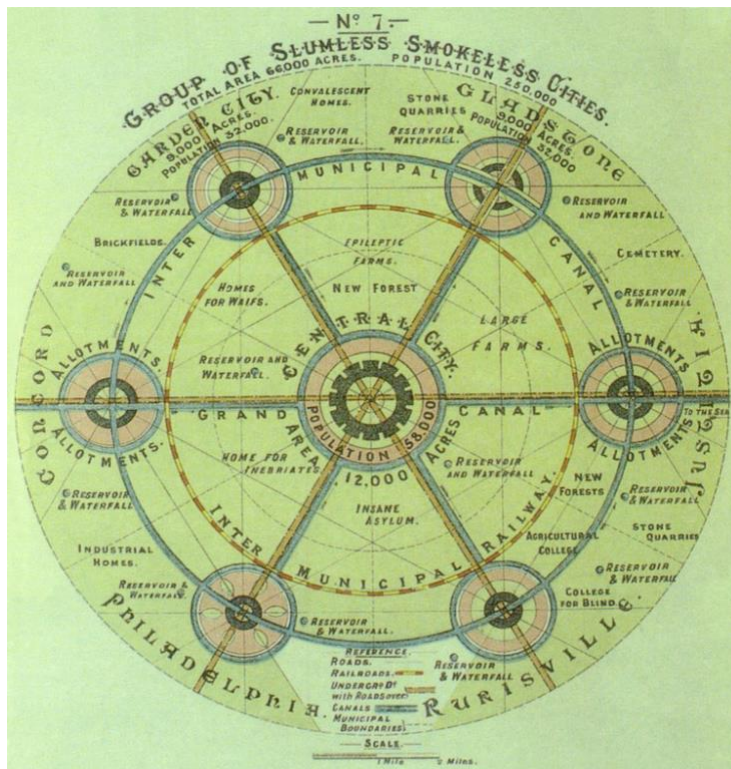 — Nº 7. —
GROUP OF SLUMLESS SMOKELESS CITIES.
TOTAL AREA 66,000 ACRES. POPULATION 250,000
GARDEN CITY.
9,000 ACRES.
POPULATION 32,000
CONVALESCENT
HOMES.
STONE
QUARRIES
GLADSTONE
9,000 ACRES
POPULATION
32,000
RESERVOIR
& WATERFALL
RESERVOIR &
WATERFALL.
RESERVOIR
& WATERFALL
RESERVOIR
AND WATERFALL
INTER MUNICIPAL CANAL
BRICKFIELDS.
EPILEPTIC
FARMS.
CEMETERY.
RESERVOIR
AND WATERFALL
HOMES
FOR WAIFS.
NEW FOREST
RESERVOIR
& WATERFALL
LARGE
FARMS.
CENTRAL CITY.
CONCORD
ALLOTMENTS.
ALLOTMENTS
JUSTITIA
RESERVOIR AND
WATERFALL.
GRAND CANAL
TO THE SEA
POPULATION 58,000
AREA 12,000 ACRES
ALLOTMENTS.
ALLOTMENTS
HOME FOR
INEBRIATES.
RESERVOIR
AND WATERFALL
NEW
FORESTS
RESERVOIR
& WATERFALL
RESERVOIR
& WATERFALL
INSANE
ASYLUM.
STONE
QUARRIES
INTER MUNICIPAL RAILWAY.
AGRICULTURAL
COLLEGE
INDUSTRIAL
HOMES.
RESERVOIR
& WATERFALL
RESERVOIR &
WATERFALL.
COLLEGE
FOR BLIND
RESERVOIR
& WATERFALL.
PHILADELPHIA.
RURISVILLE
REFERENCE.
ROADS.
RAILROADS.
UNDERGRD Dº
with ROADS over
CANALS
MUNICIPAL
BOUNDARIES
RESERVOIR
& WATERFALL
— SCALE —
1 MILE 2 MILES.